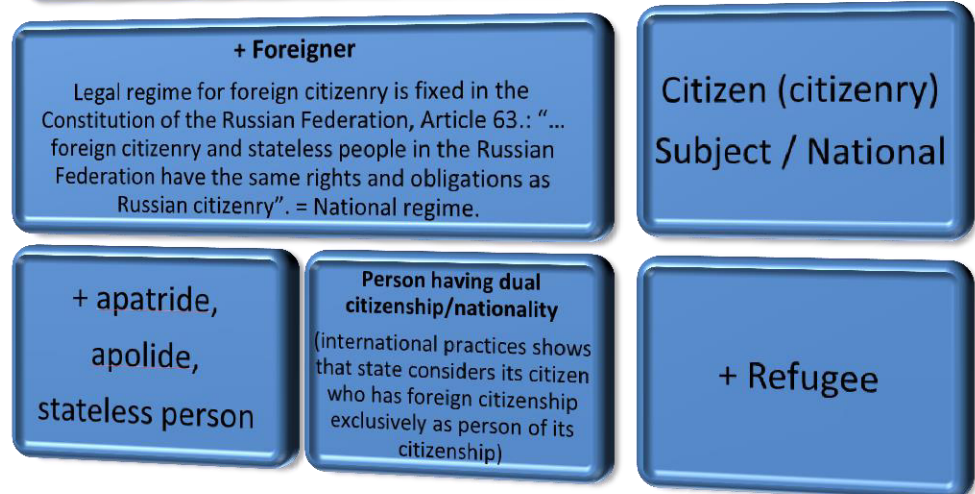 + Foreigner
Legal regime for foreign citizenry is fixed in the
Constitution of the Russian Federation, Article 63.: “…
foreign citizenry and stateless people in the Russian
Federation have the same rights and obligations as
Russian citizenry”. = National regime.
Citizen (citizenry)
Subject / National
+ apatride,
apolide,
stateless person
Person having dual
citizenship/nationality
(international practices shows
that state considers its citizen
who has foreign citizenship
exclusively as person of its
citizenship)
+ Refugee